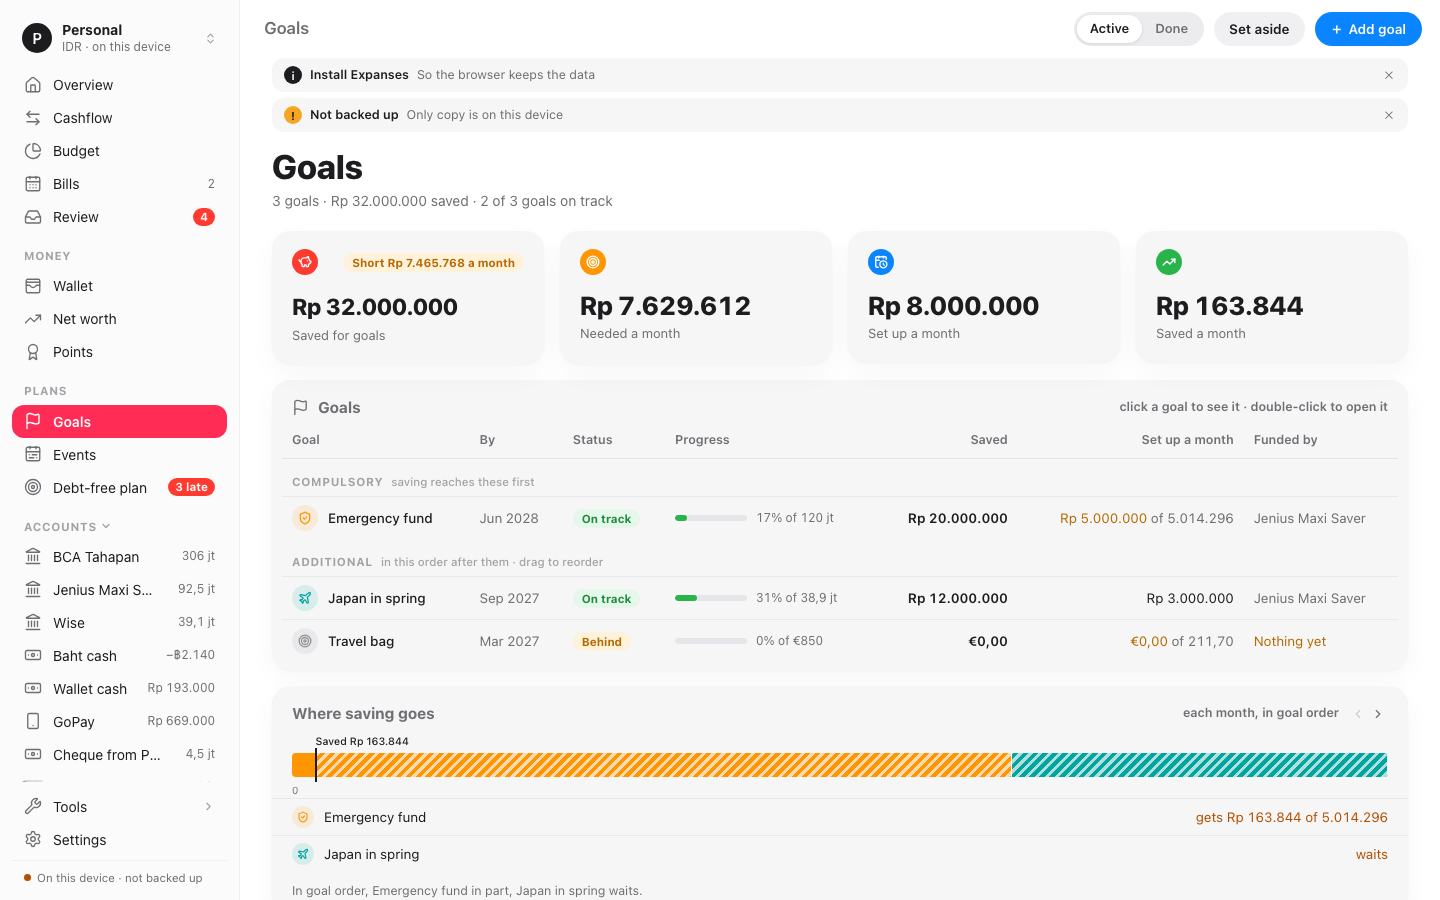 P
Personal
IDR · on this device
Overview
Cashflow
Budget
Bills 2
Review 4
MONEY
Wallet
Net worth
Points
PLANS
Goals
Events
Debt-free plan 3 late
ACCOUNTS
BCA Tahapan 306 jt
Jenius Maxi S... 92,5 jt
Wise 39,1 jt
Baht cash −฿2.140
Wallet cash Rp 193.000
GoPay Rp 669.000
Cheque from P... 4,5 jt
Tools
Settings
On this device · not backed up
Goals
Active Done Set aside + Add goal
Install Expanses So the browser keeps the data
Not backed up Only copy is on this device
Goals
3 goals · Rp 32.000.000 saved · 2 of 3 goals on track
Short Rp 7.465.768 a month
Rp 32.000.000
Saved for goals
Rp 7.629.612
Needed a month
Rp 8.000.000
Set up a month
Rp 163.844
Saved a month
Goals click a goal to see it · double-click to open it
Goal By Status Progress Saved Set up a month Funded by
COMPULSORY saving reaches these first
Emergency fund Jun 2028 On track 17% of 120 jt Rp 20.000.000 Rp 5.000.000 of 5.014.296 Jenius Maxi Saver
ADDITIONAL in this order after them · drag to reorder
Japan in spring Sep 2027 On track 31% of 38,9 jt Rp 12.000.000 Rp 3.000.000 Jenius Maxi Saver
Travel bag Mar 2027 Behind 0% of €850 €0,00 €0,00 of 211,70 Nothing yet
Where saving goes each month, in goal order
Saved Rp 163.844
0
Emergency fund gets Rp 163.844 of 5.014.296
Japan in spring waits
In goal order, Emergency fund in part, Japan in spring waits.